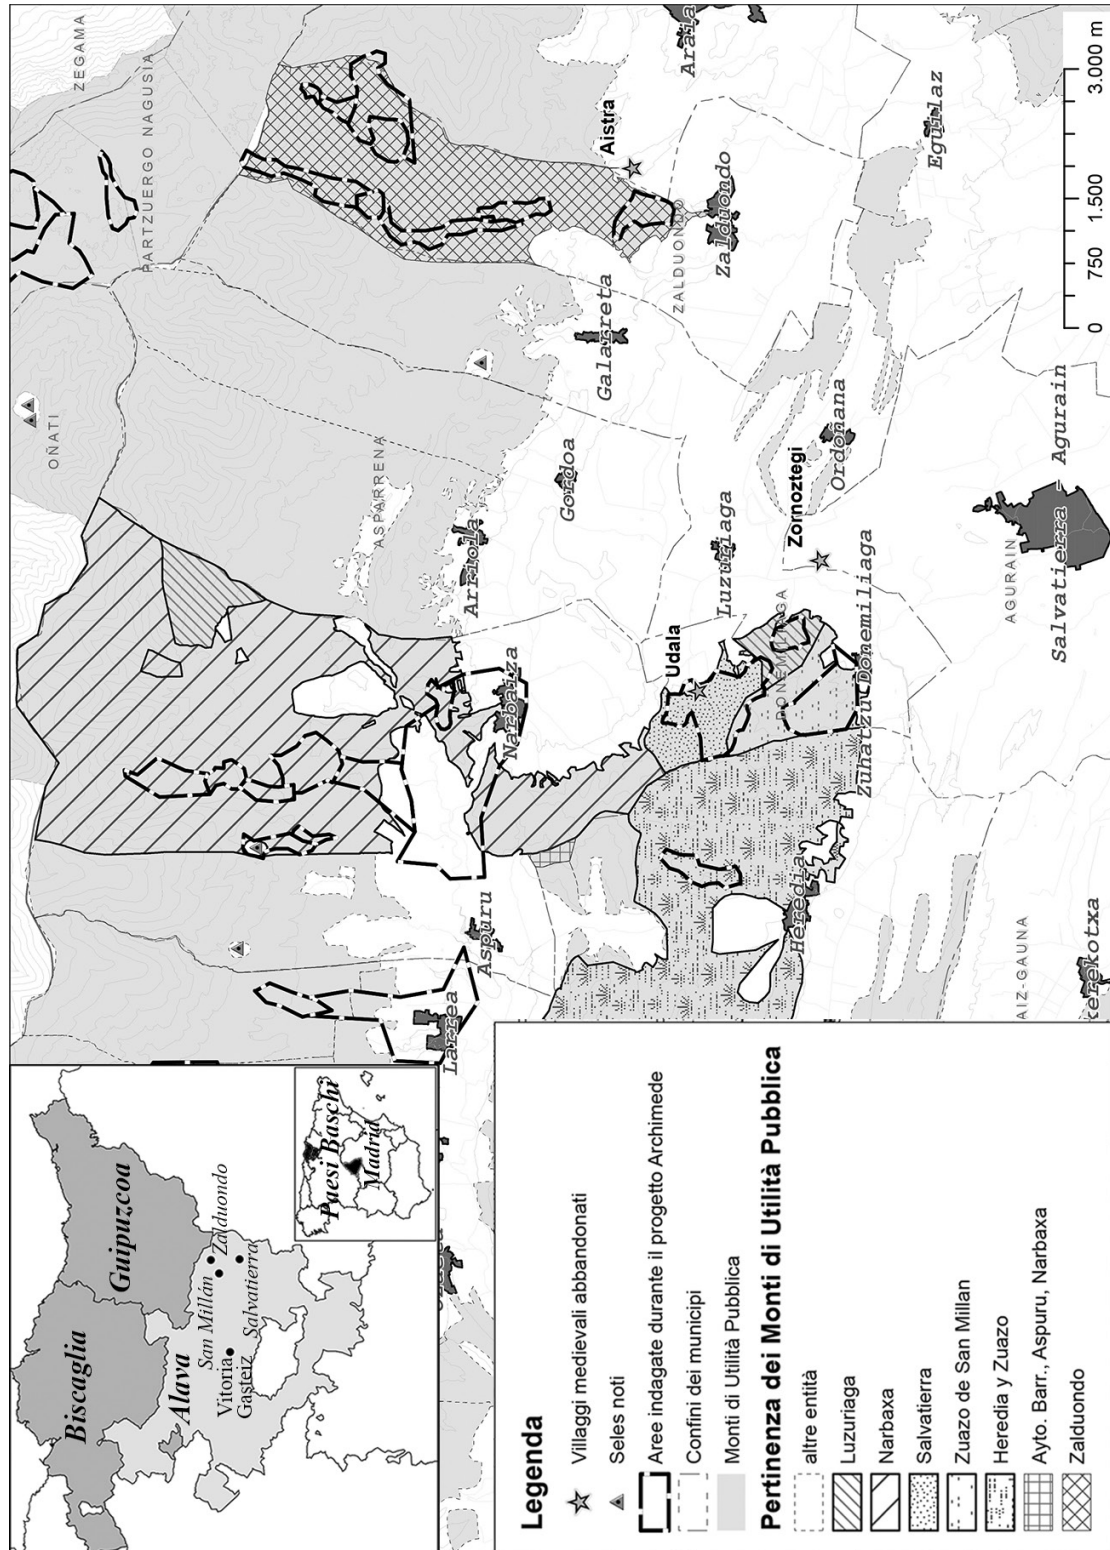 Biscaglia
Guipuzcoa
Alava
San Millán
Zalduondo
Vitoria
Gasteiz
Salvatierra
Paesi Baschi
Madrid
ZEGAMA
PARTZUERGO NAGUSIA
OÑATI
ASPARRENA
Araia
Aistra
Zalduondo
ZALDUONDO
Eguilaz
Galarreta
Gordoa
Arriola
Narbaiza
Aspuru
Larrea
Udala
Luzuriaga
Zornoztegi
Ordonana
Zuhatzu Donemiliaga
Heredia
AGURAIN
Salvatierra - Agurain
AIZ-GAUNA
kerekotxa
0 750 1.500 3.000 m
Legenda
Villaggi medievali abbandonati
Seles noti
Aree indagate durante il progetto Archimede
Confini dei municipi
Monti di Utilità Pubblica
Pertinenza dei Monti di Utilità Pubblica
altre entità
Luzuriaga
Narbaxa
Salvatierra
Zuazo de San Millan
Heredia y Zuazo
Ayto. Barr., Aspuru, Narbaxa
Zalduondo